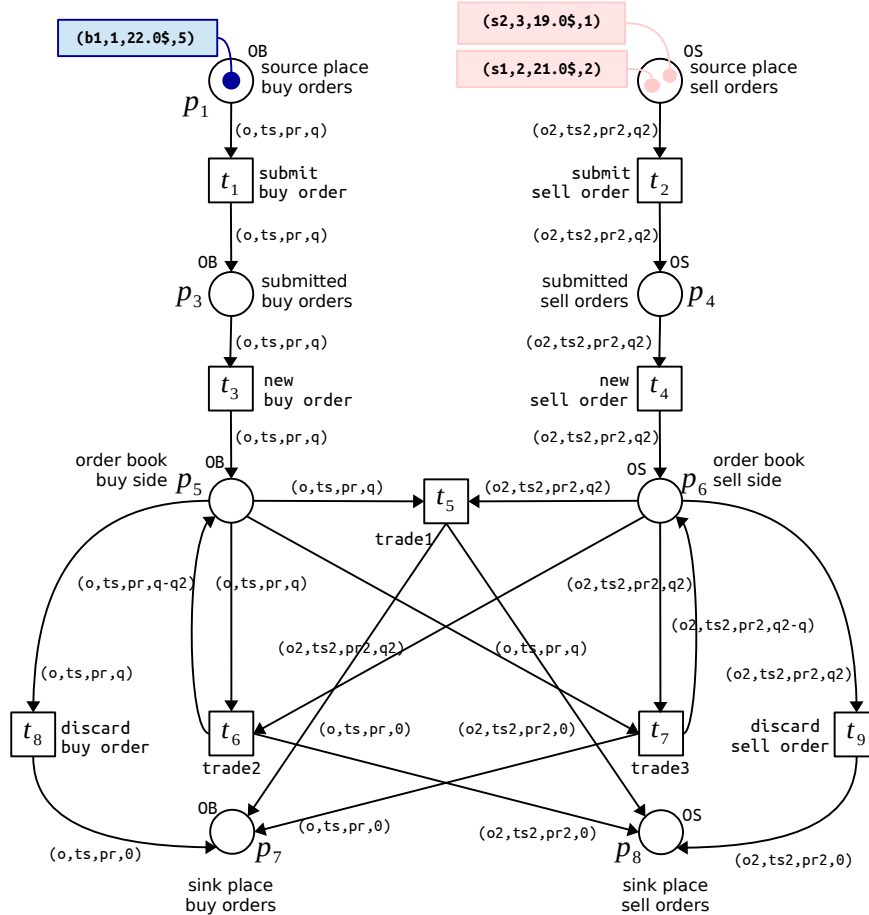 (b1,1,22.0$,5)
(s2,3,19.0$,1)
(s1,2,21.0$,2)
OB
source place
buy orders
p1
OS
source place
sell orders
(o,ts,pr,q)
(o2,ts2,pr2,q2)
t1
submit
buy order
submit
sell order
t2
(o,ts,pr,q)
(o2,ts2,pr2,q2)
OB
p3
submitted
buy orders
submitted
sell orders
OS
p4
(o,ts,pr,q)
(o2,ts2,pr2,q2)
t3
new
buy order
new
sell order
t4
(o,ts,pr,q)
(o2,ts2,pr2,q2)
order book
buy side
p5
OB
OS
p6
order book
sell side
(o,ts,pr,q)
t5
(o2,ts2,pr2,q2)
trade1
(o,ts,pr,q-q2)
(o,ts,pr,q)
(o2,ts2,pr2,q2)
(o2,ts2,pr2,q2-q)
(o2,ts2,pr2,q2)
(o,ts,pr,q)
(o,ts,pr,q)
(o2,ts2,pr2,q2)
t8
discard
buy order
t6
trade2
(o,ts,pr,0)
(o2,ts2,pr2,0)
t7
trade3
discard
sell order
t9
OB
p7
(o,ts,pr,0)
(o2,ts2,pr2,0)
OS
p8
(o,ts,pr,0)
(o2,ts2,pr2,0)
sink place
buy orders
sink place
sell orders